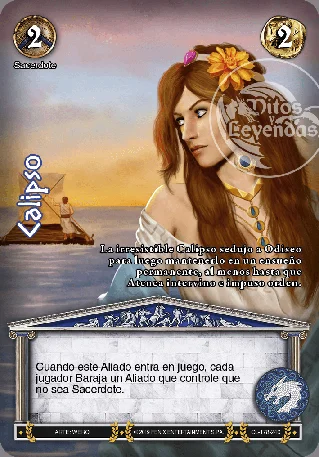 2
2
Sacerdote
Mitos
y
Leyendas
Calipso
La irresistible Calipso sedujo a Odiseo
para luego mantenerlo en un ensueño
permanente, al menos hasta que
Atenea intervino e impuso orden.
Cuando este Aliado entra en juego, cada
jugador Baraja un Aliado que controle que
no sea Sacerdote.